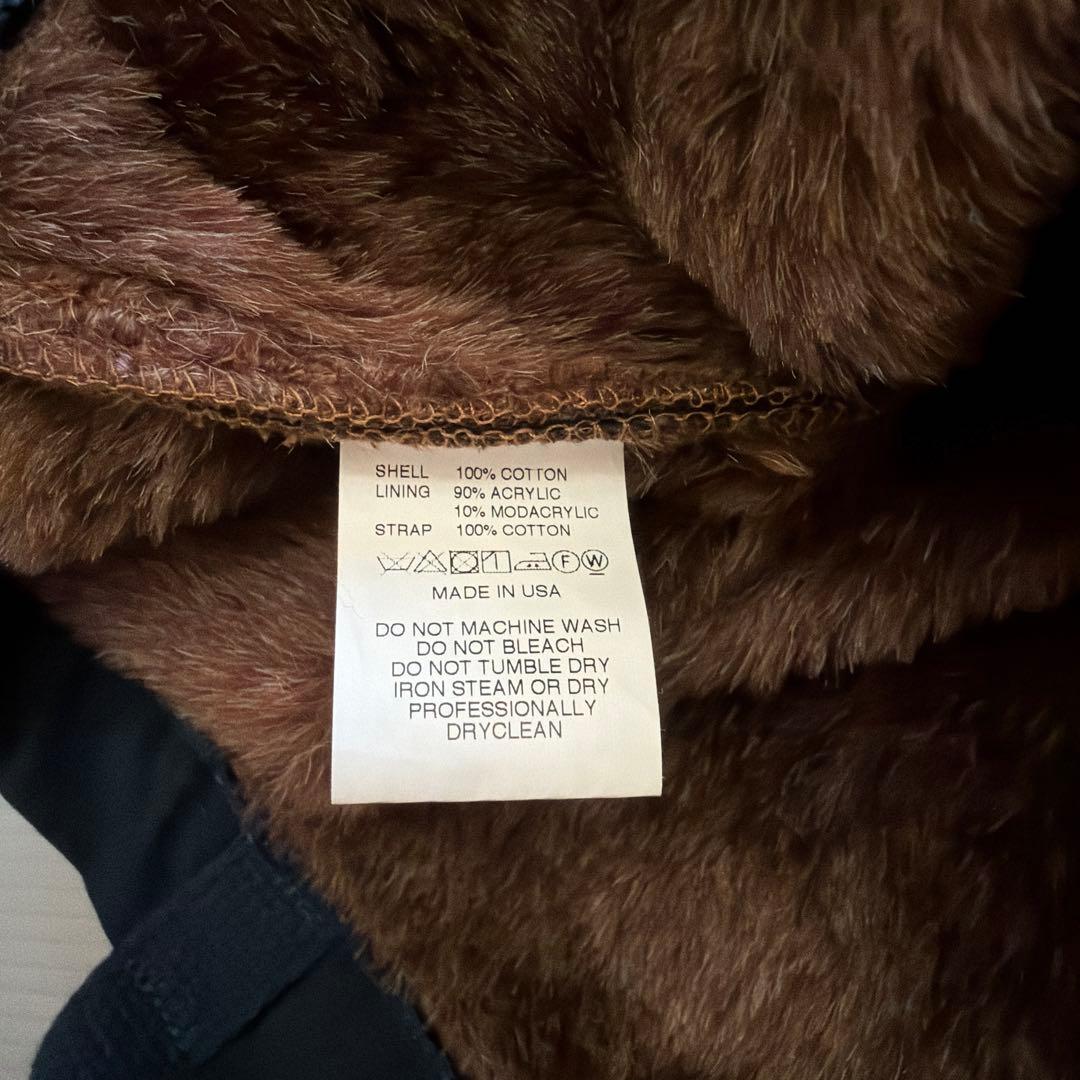 SHELL 100% COTTON
LINING 90% ACRYLIC
10% MODACRYLIC
STRAP 100% COTTON
F W
MADE IN USA
DO NOT MACHINE WASH
DO NOT BLEACH
DO NOT TUMBLE DRY
IRON STEAM OR DRY
PROFESSIONALLY
DRYCLEAN